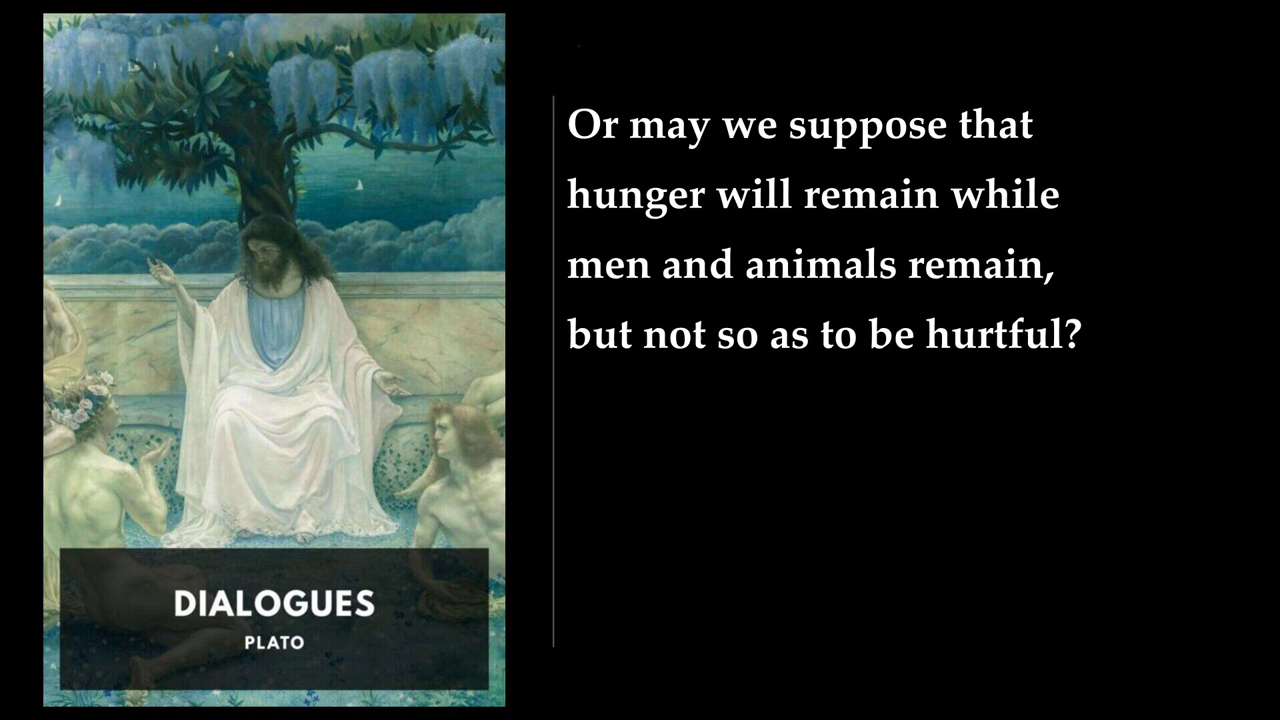 Or may we suppose that
hunger will remain while
men and animals remain,
but not so as to be hurtful?
DIALOGUES
PLATO